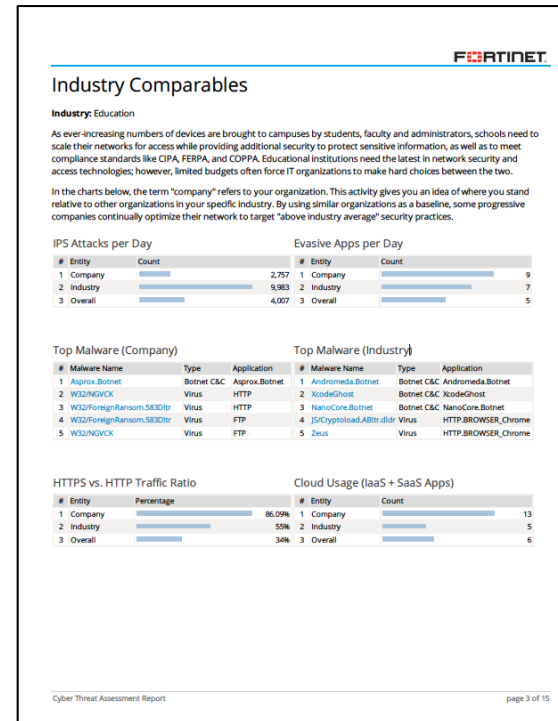 FORTINET
Industry Comparables
Industry: Education
As ever-increasing numbers of devices are brought to campuses by students, faculty and administrators, schools need to
scale their networks for access while providing additional security to protect sensitive information, as well as to meet
compliance standards like CIPA, FERPA, and COPPA. Educational institutions need the latest in network security and
access technologies; however, limited budgets often force IT organizations to make hard choices between the two.
In the charts below, the term "company" refers to your organization. This activity gives you an idea of where you stand
relative to other organizations in your specific industry. By using similar organizations as a baseline, some progressive
companies continually optimize their network to target "above industry average" security practices.
IPS Attacks per Day
# Entity Count
1 Company 2,757
2 Industry 9,983
3 Overall 4,007
Evasive Apps per Day
# Entity Count
1 Company 9
2 Industry 7
3 Overall 5
Top Malware (Company)
# Malware Name Type Application
1 Asprox.Botnet Botnet C&C Asprox.Botnet
2 W32/NGVCK Virus HTTP
3 W32/ForeignRansom.583D!tr Virus HTTP
4 W32/ForeignRansom.583D!tr Virus FTP
5 W32/NGVCK Virus FTP
Top Malware (Industry)
# Malware Name Type Application
1 Andromeda.Botnet Botnet C&C Andromeda.Botnet
2 XcodeGhost Botnet C&C XcodeGhost
3 NanoCore.Botnet Botnet C&C NanoCore.Botnet
4 JS/Cryptoload.AB!tr.dldr Virus HTTP.BROWSER_Chrome
5 Zeus Virus HTTP.BROWSER_Chrome
HTTPS vs. HTTP Traffic Ratio
# Entity Percentage
1 Company 86.09%
2 Industry 55%
3 Overall 34%
Cloud Usage (IaaS + SaaS Apps)
# Entity Count
1 Company 13
2 Industry 5
3 Overall 6
Cyber Threat Assessment Report
page 3 of 15